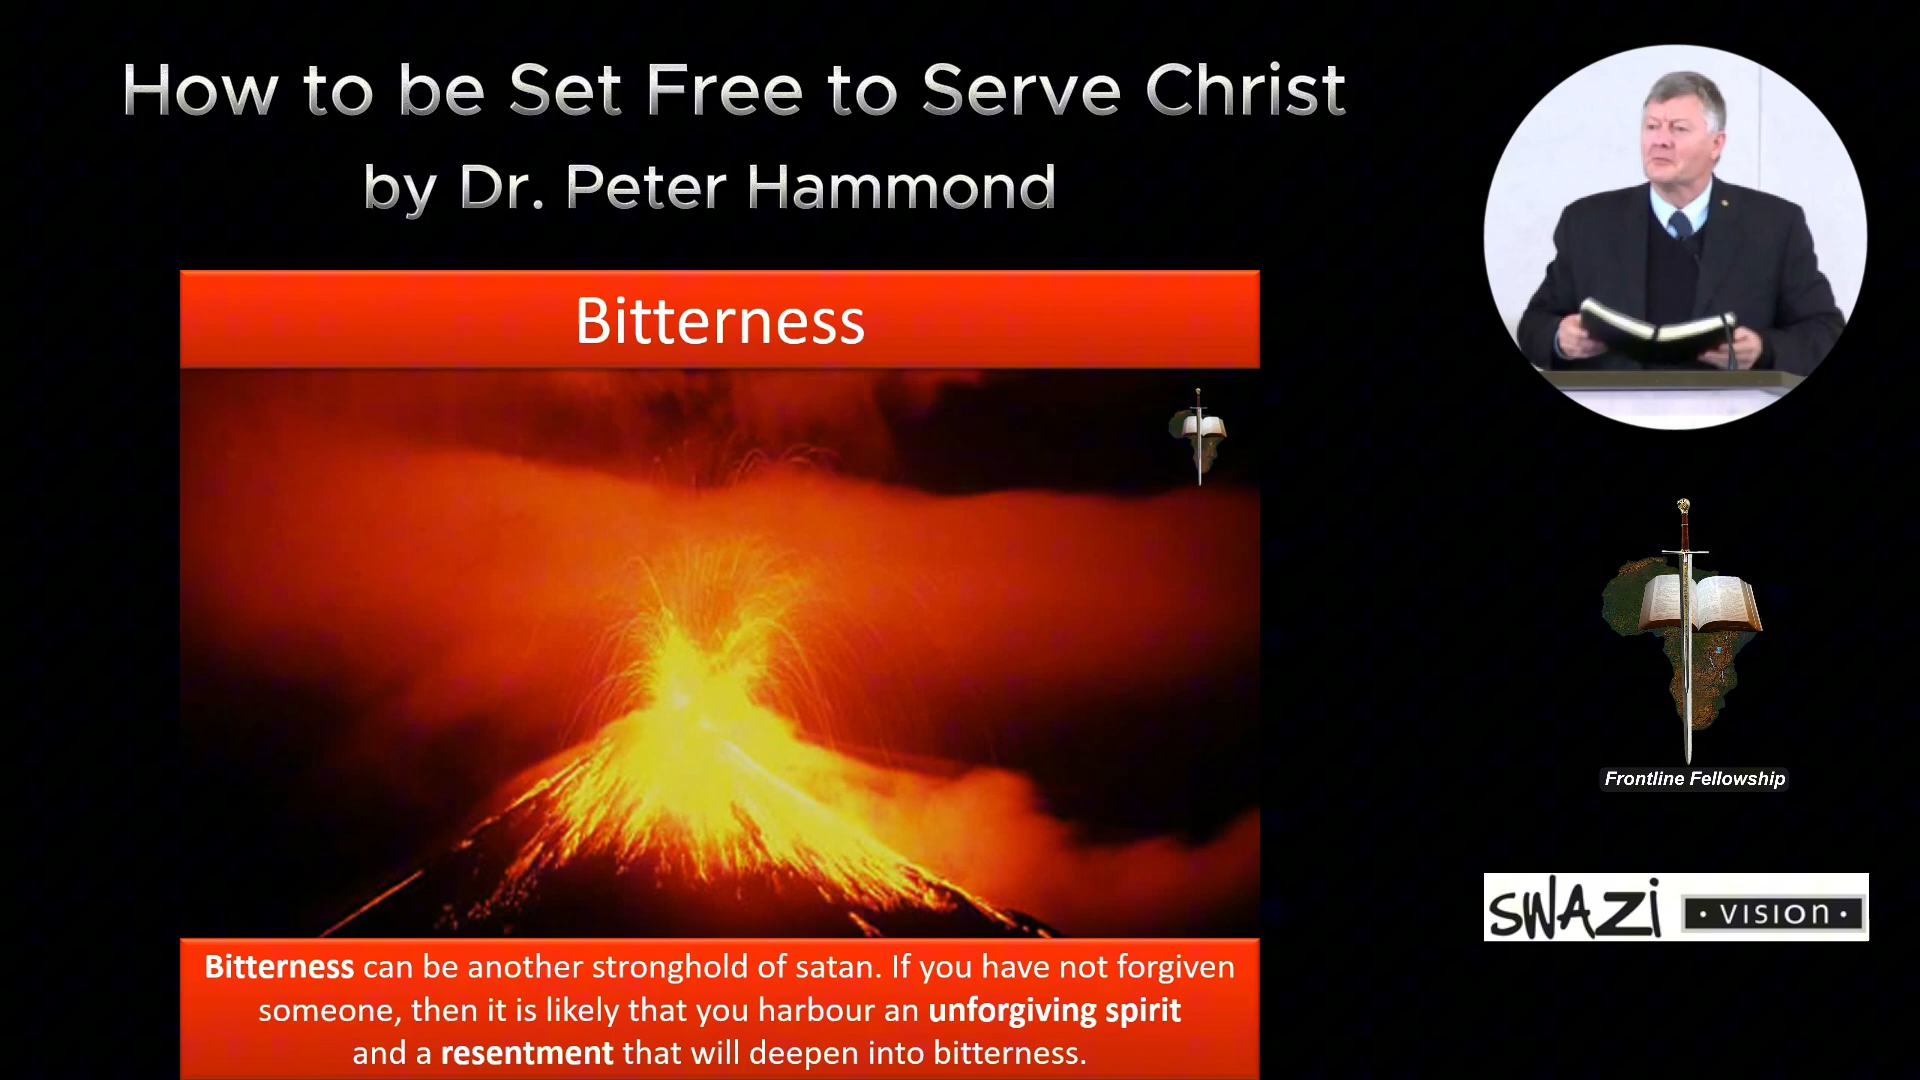 How to be Set Free to Serve Christ
by Dr. Peter Hammond
Bitterness
Bitterness can be another stronghold of satan. If you have not forgiven
someone, then it is likely that you harbour an unforgiving spirit
and a resentment that will deepen into bitterness.
Frontline Fellowship
SWAZi · VISION ·